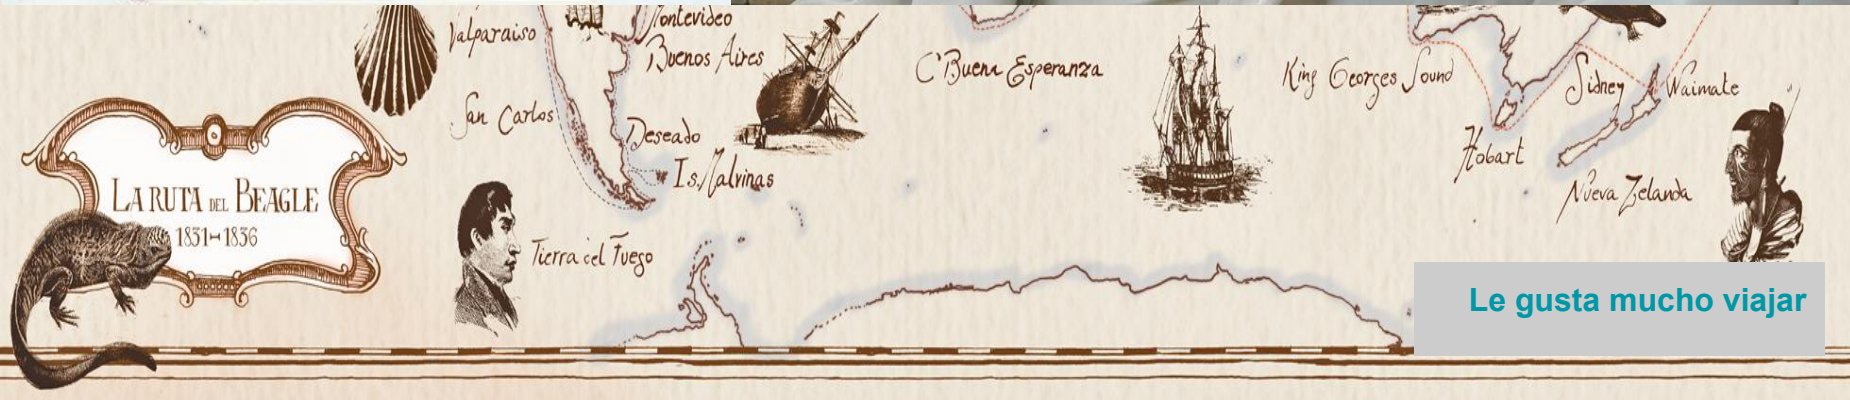 Montevideo
Valparaiso
Buenos Aires
C Buena Esperanza
King Georges Sound
Sidney
Waimate
San Carlos
Deseado
Hobart
Is. Malvinas
Nueva Zelanda
LA RUTA DEL BEAGLE
1831-1836
Tierra del Fuego
Le gusta mucho viajar